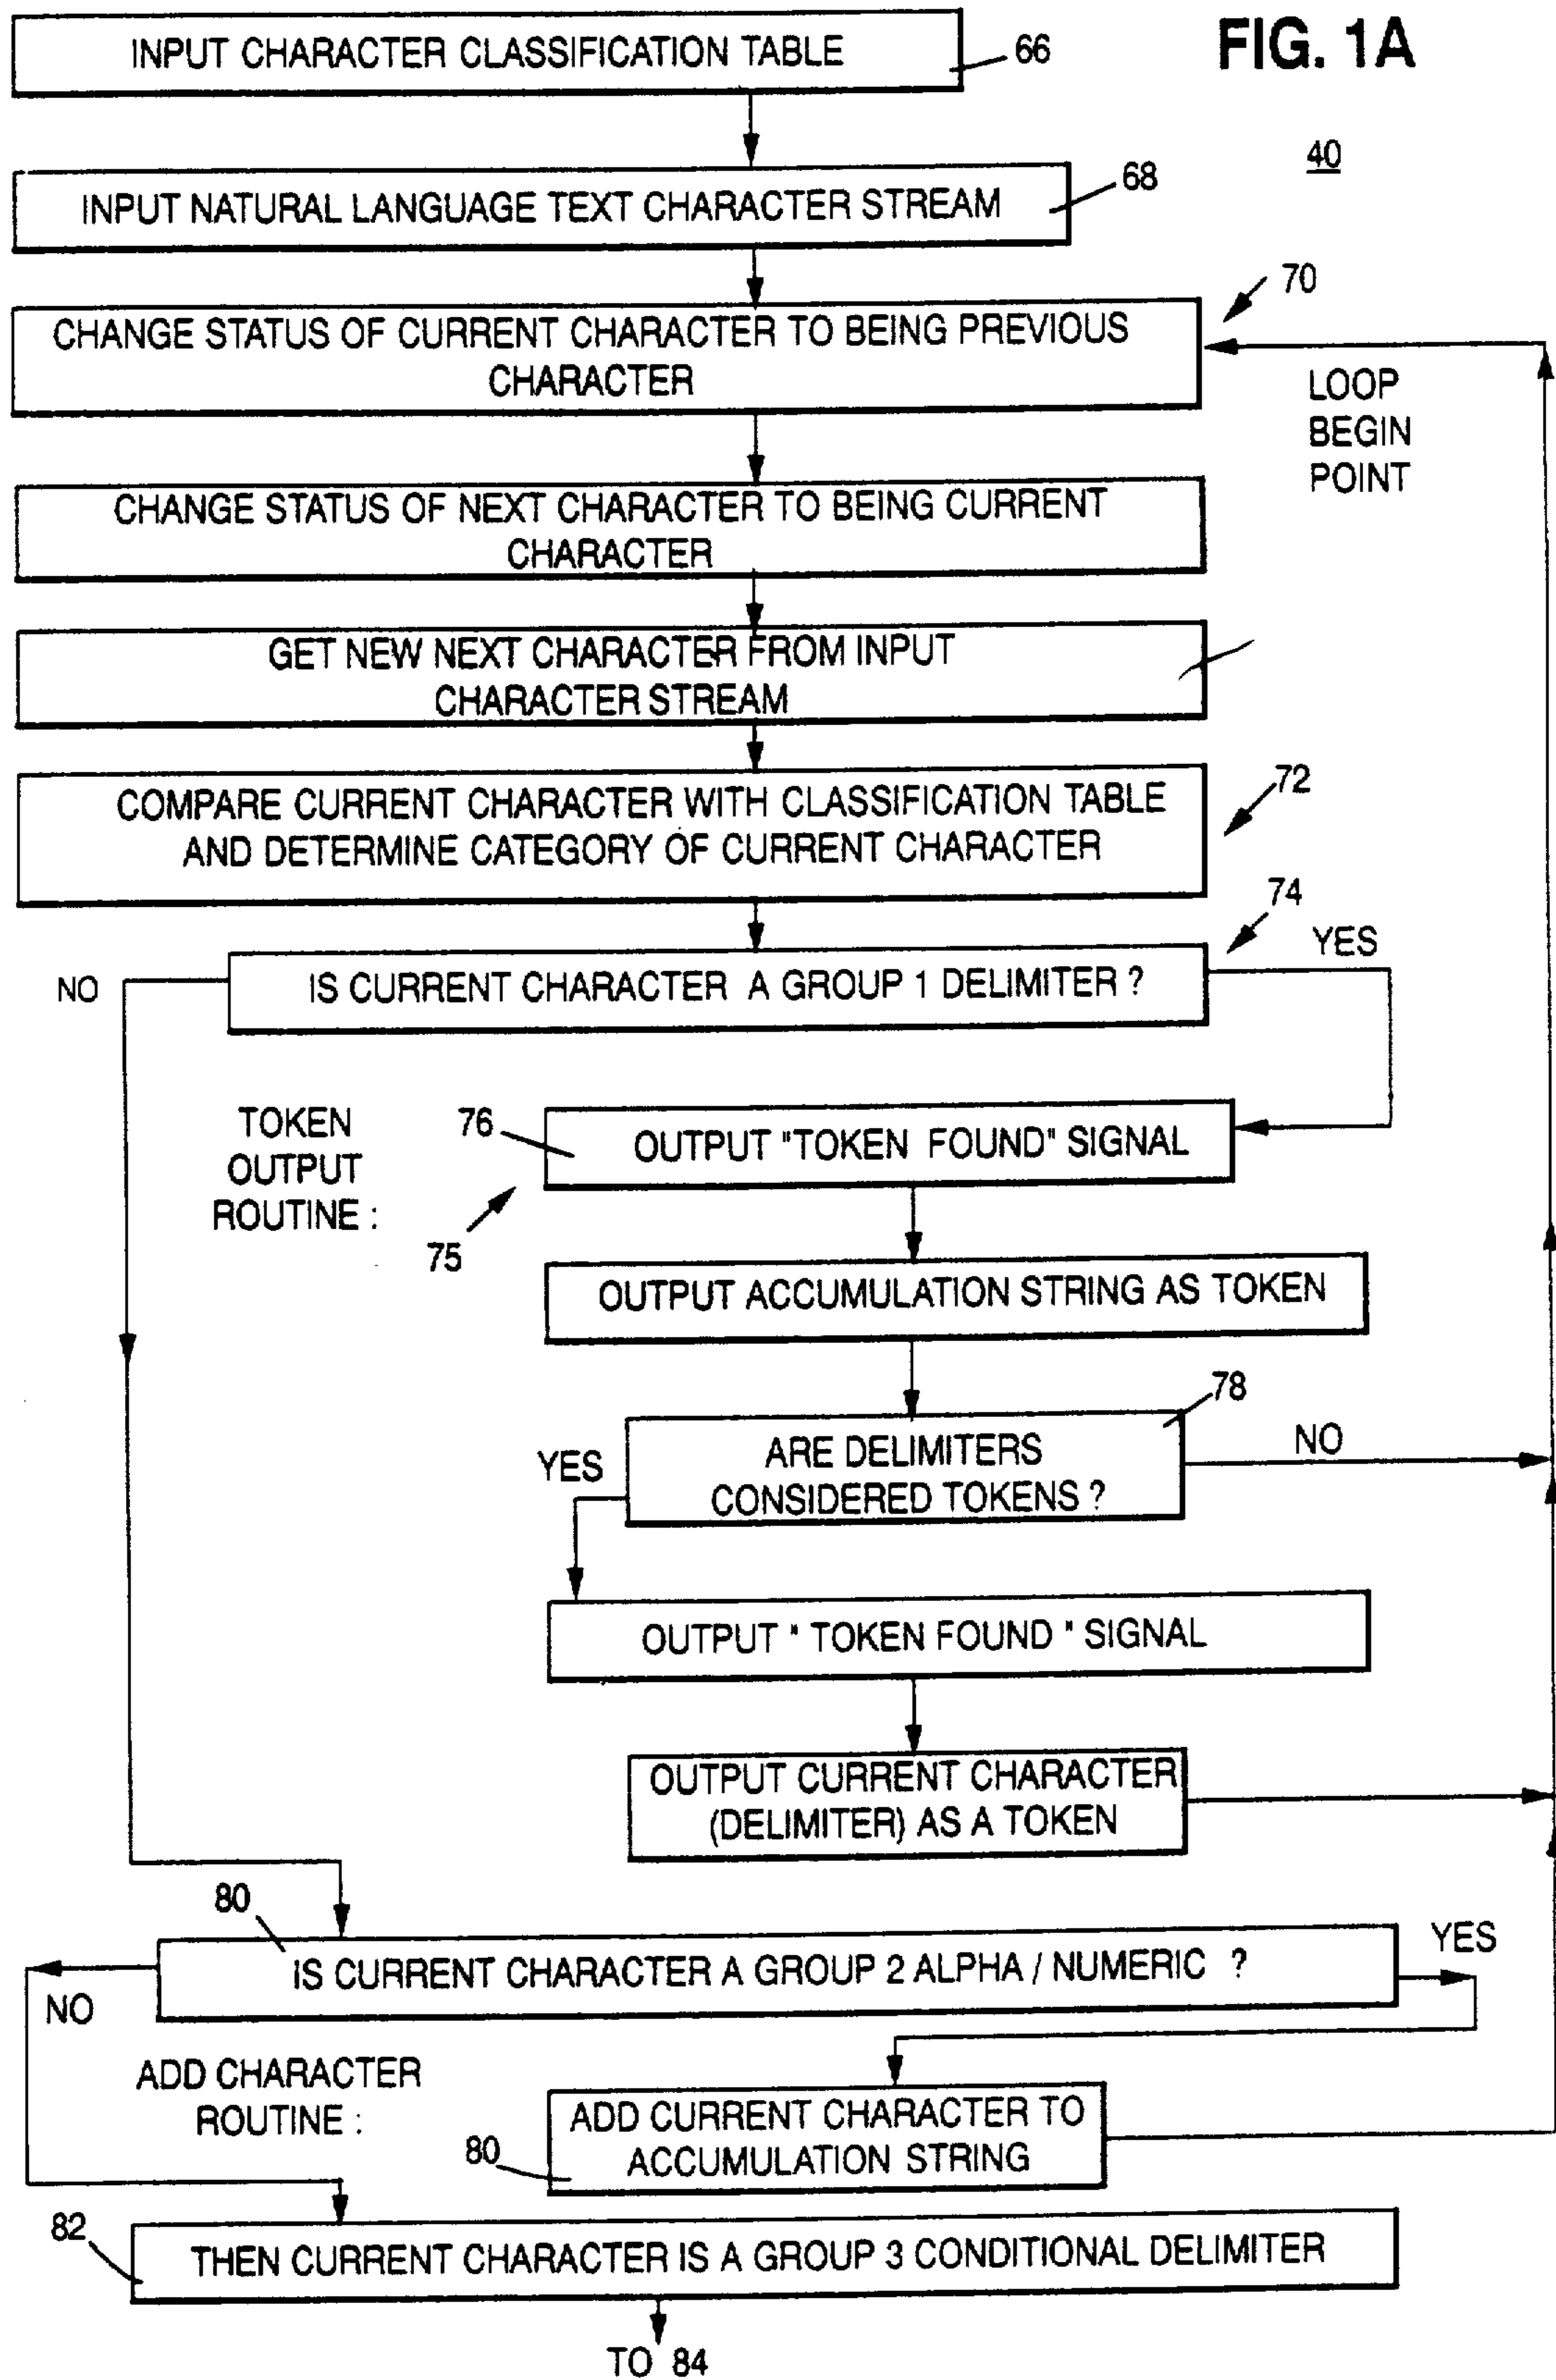 FIG. 1A
INPUT CHARACTER CLASSIFICATION TABLE
66
40
INPUT NATURAL LANGUAGE TEXT CHARACTER STREAM
68
70
CHANGE STATUS OF CURRENT CHARACTER TO BEING PREVIOUS
CHARACTER
LOOP
BEGIN
POINT
CHANGE STATUS OF NEXT CHARACTER TO BEING CURRENT
CHARACTER
GET NEW NEXT CHARACTER FROM INPUT
CHARACTER STREAM
72
COMPARE CURRENT CHARACTER WITH CLASSIFICATION TABLE
AND DETERMINE CATEGORY OF CURRENT CHARACTER
74
YES
NO
IS CURRENT CHARACTER A GROUP 1 DELIMITER ?
TOKEN
OUTPUT
ROUTINE :
76
75
OUTPUT "TOKEN FOUND" SIGNAL
OUTPUT ACCUMULATION STRING AS TOKEN
78
YES
ARE DELIMITERS
CONSIDERED TOKENS ?
NO
OUTPUT " TOKEN FOUND " SIGNAL
OUTPUT CURRENT CHARACTER
(DELIMITER) AS A TOKEN
80
IS CURRENT CHARACTER A GROUP 2 ALPHA / NUMERIC ?
YES
NO
ADD CHARACTER
ROUTINE :
80
ADD CURRENT CHARACTER TO
ACCUMULATION STRING
82
THEN CURRENT CHARACTER IS A GROUP 3 CONDITIONAL DELIMITER
TO 84